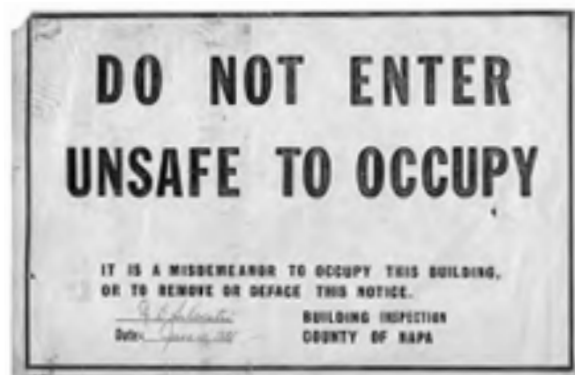 DO NOT ENTER
UNSAFE TO OCCUPY
IT IS A MISDEMEANOR TO OCCUPY THIS BUILDING,
OR TO REMOVE OR DEFACE THIS NOTICE.
BUILDING INSPECTION
Date: COUNTY OF NAPA